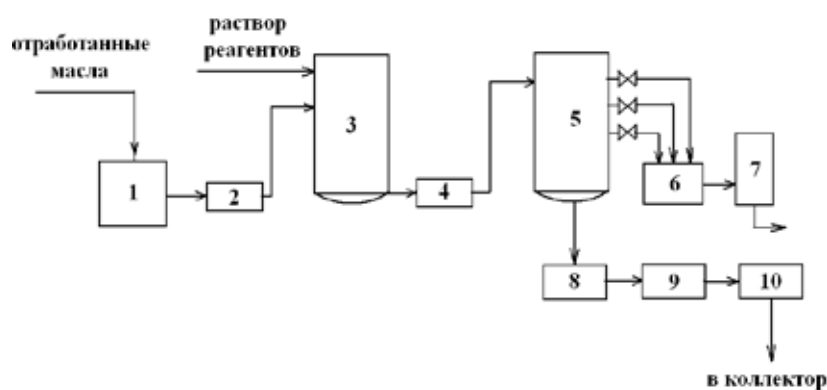 отработанные
масла
раствор
реагентов
1
2
3
4
5
6
7
8
9
10
в коллектор